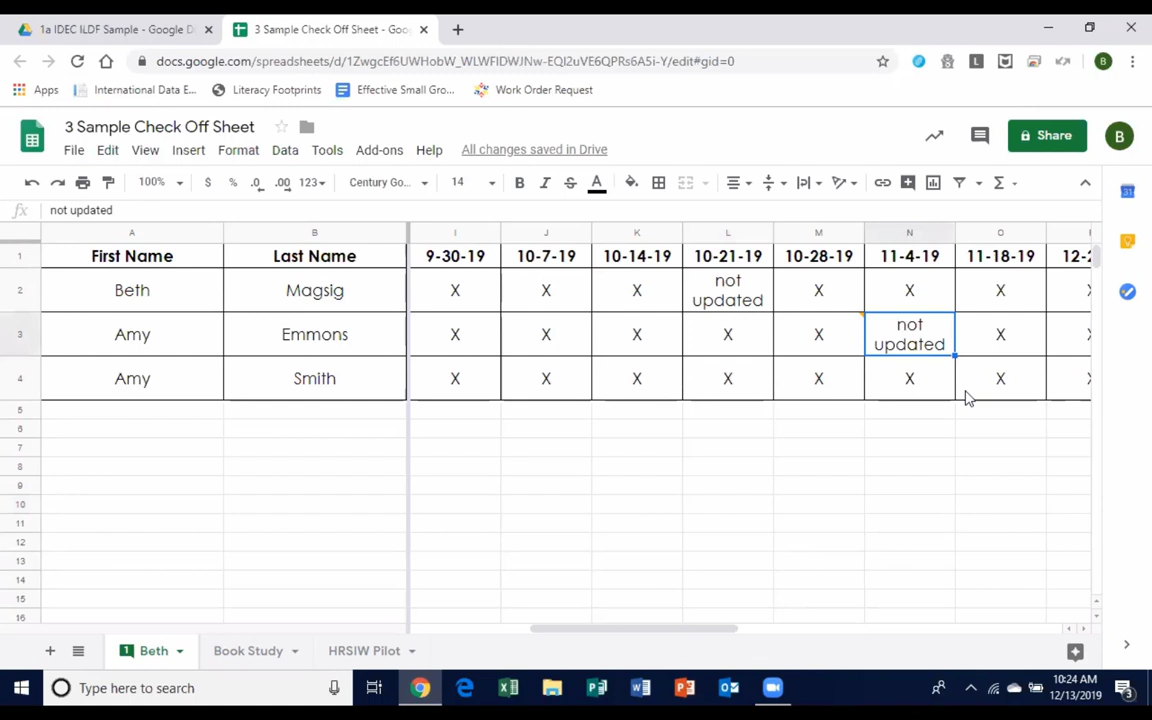 1a IDEC ILDF Sample - Google D
3 Sample Check Off Sheet - Goo
docs.google.com/spreadsheets/d/1ZwgcEf6UWHobW_WLWFIDWJNw-EQI2uVE6QPRs6A5i-Y/edit#gid=0
B
Apps
International Data E...
Literacy Footprints
Effective Small Gro...
Work Order Request
3 Sample Check Off Sheet
File Edit View Insert Format Data Tools Add-ons Help All changes saved in Drive
Share
B
100% $ % .0 .00 123 Century Go... 14 B I S A
fx not updated
A B I J K L M N O
1 First Name Last Name 9-30-19 10-7-19 10-14-19 10-21-19 10-28-19 11-4-19 11-18-19 12-2
2 Beth Magsig X X X not updated X X X
3 Amy Emmons X X X X X not updated X
4 Amy Smith X X X X X X X
5
6
7
8
9
10
11
12
13
14
15
16
1 Beth
Book Study
HRSIW Pilot
Type here to search
10:24 AM
12/13/2019
3